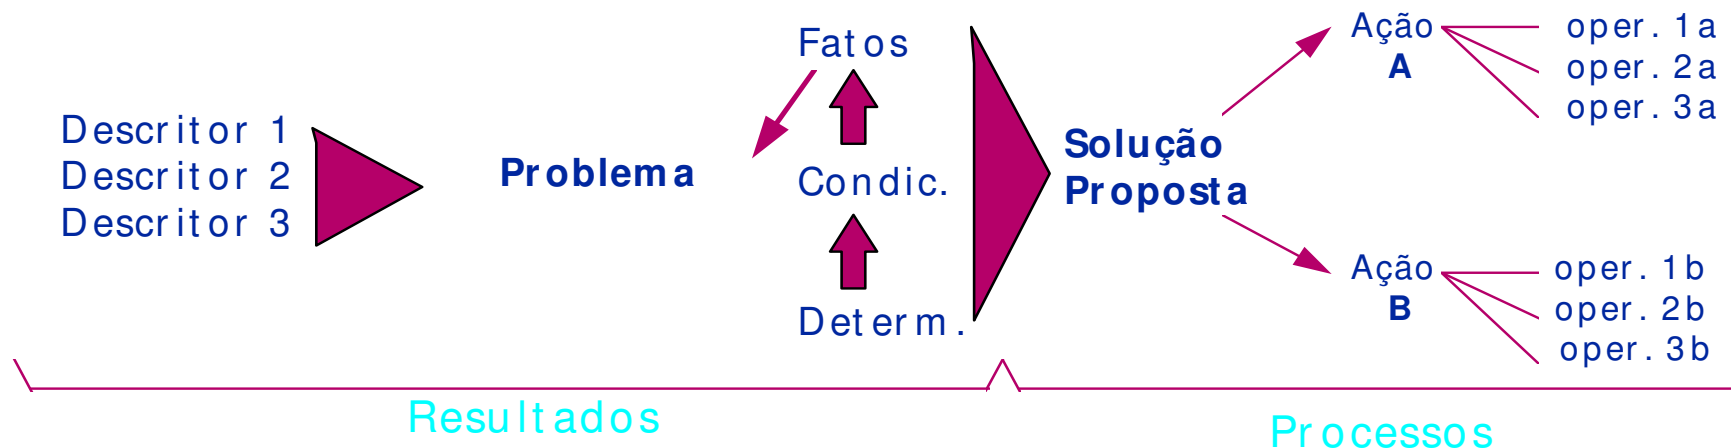 Descritor 1
Descritor 2
Descritor 3
Problema
Fatos
Condic.
Determ.
Solução
Proposta
Ação
A
oper. 1a
oper. 2a
oper. 3a
Ação
B
oper. 1b
oper. 2b
oper. 3b
Resultados
Processos